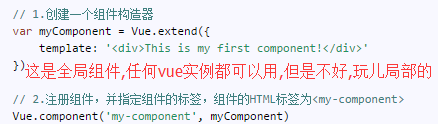 // 1.创建一个组件构造器
var myComponent = Vue.extend({
template: '<div>This is my first component!</div>'
})
这是全局组件,任何vue实例都可以用,但是不好,玩儿局部的
// 2.注册组件，并指定组件的标签，组件的HTML标签为<my-component>
Vue.component('my-component', myComponent)